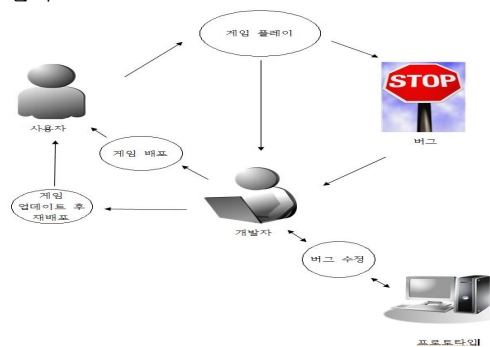 게임 플레이
STOP
사용자
버그
게임 배포
게임
업데이트 후
재배포
개발자
버그 수정
프로토타입